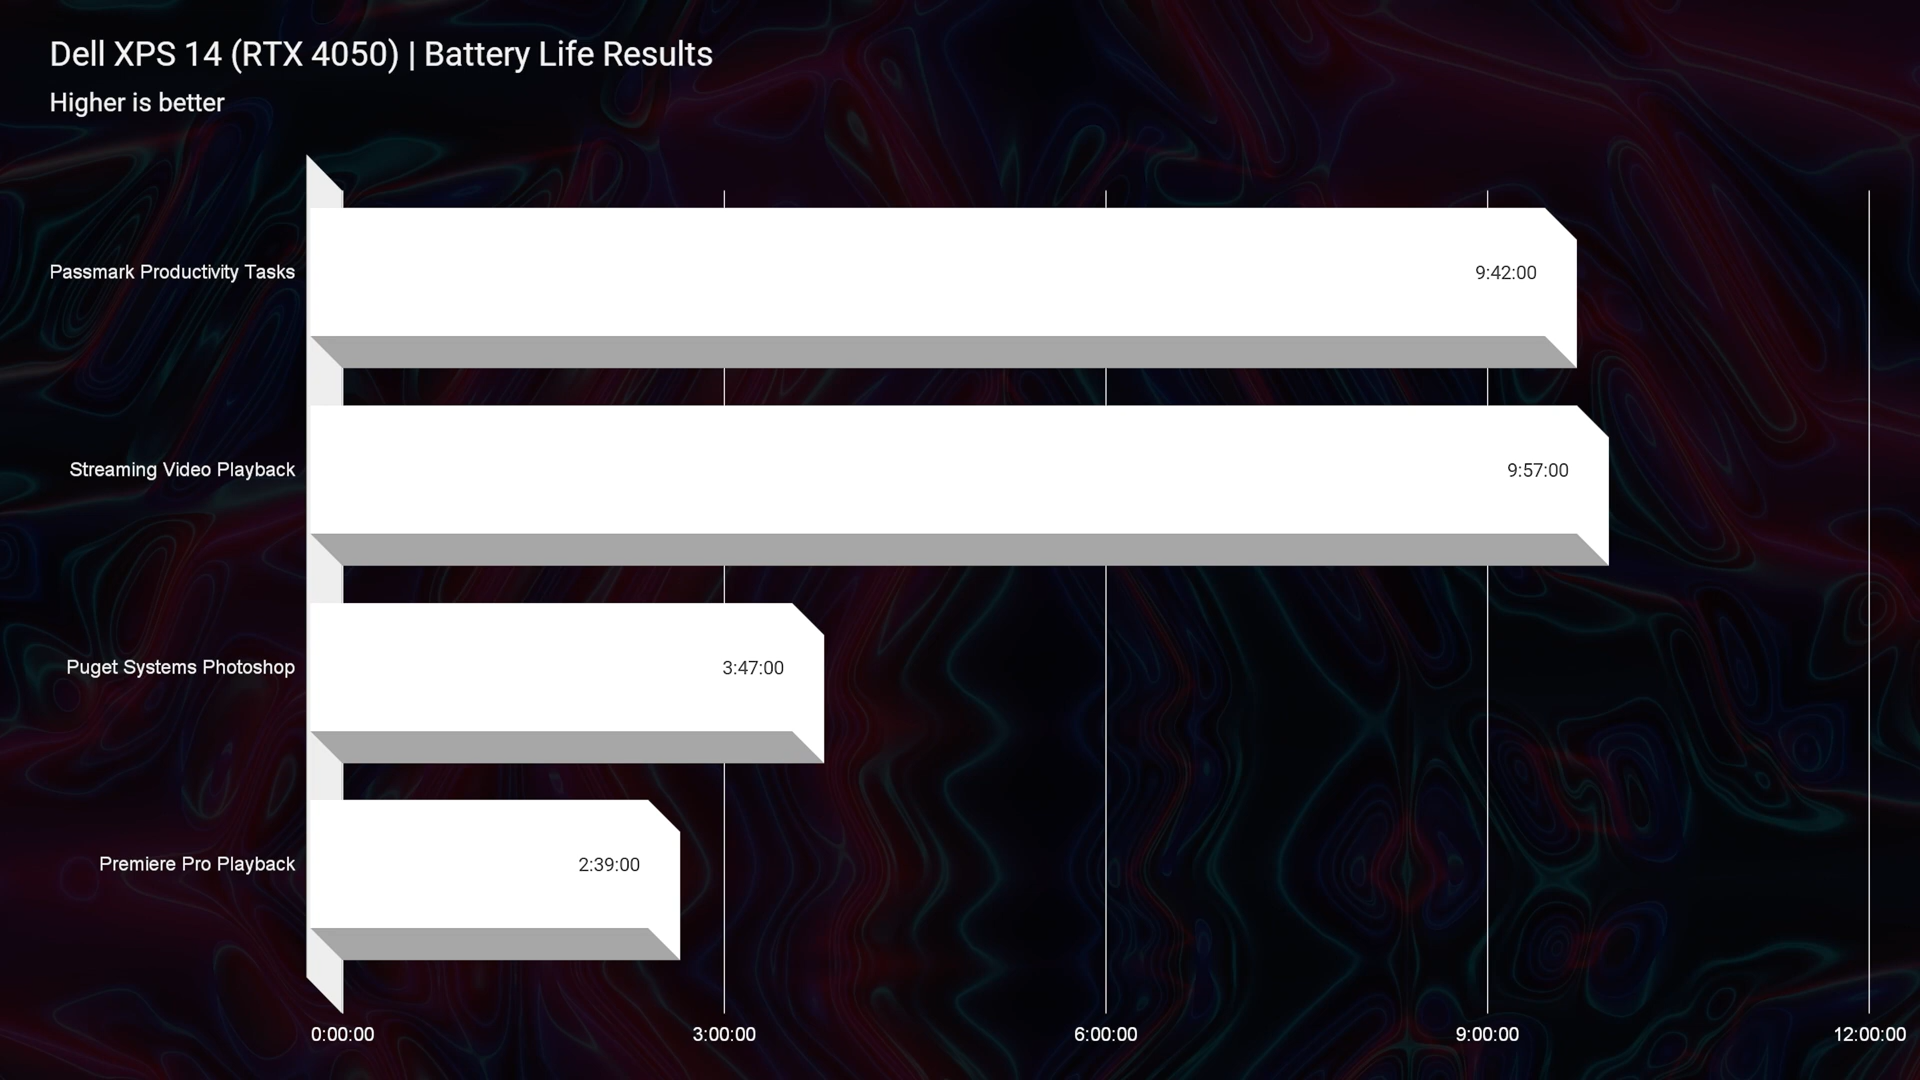 Dell XPS 14 (RTX 4050) | Battery Life Results
Higher is better
Passmark Productivity Tasks
9:42:00
Streaming Video Playback
9:57:00
Puget Systems Photoshop
3:47:00
Premiere Pro Playback
2:39:00
0:00:00
3:00:00
6:00:00
9:00:00
12:00:00